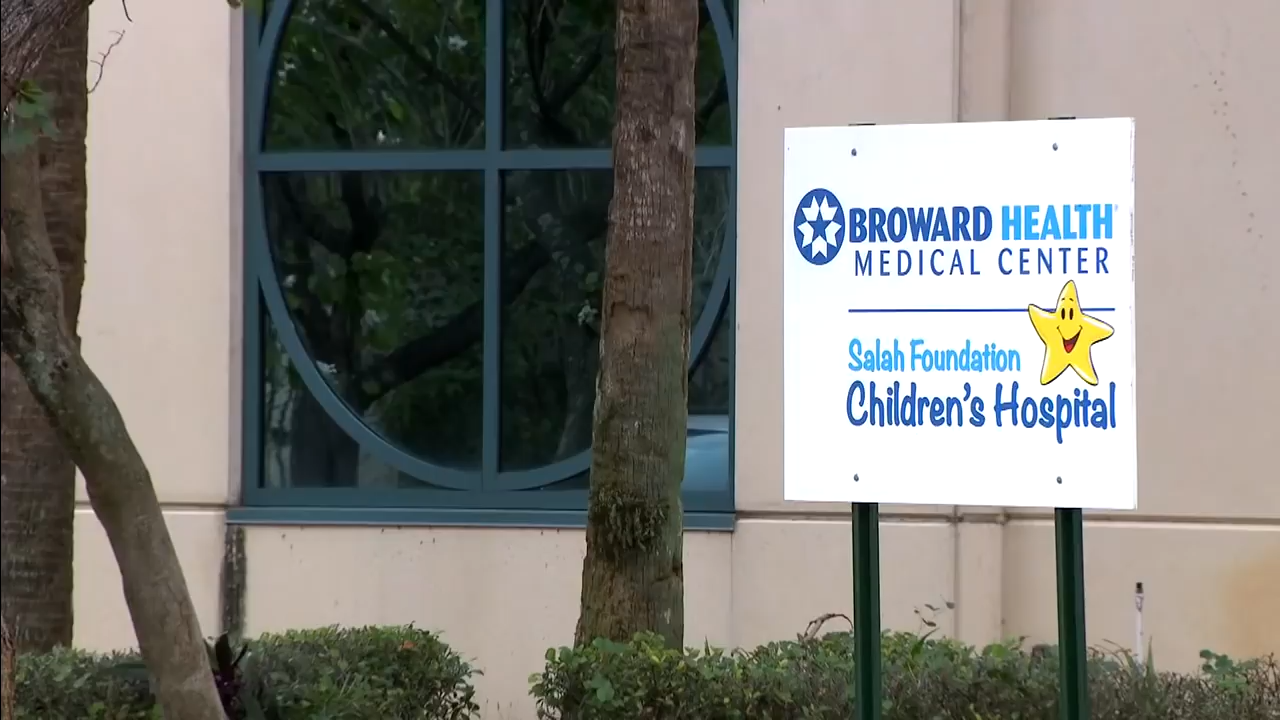 BROWARD HEALTH
MEDICAL CENTER
Salah Foundation
Children's Hospital